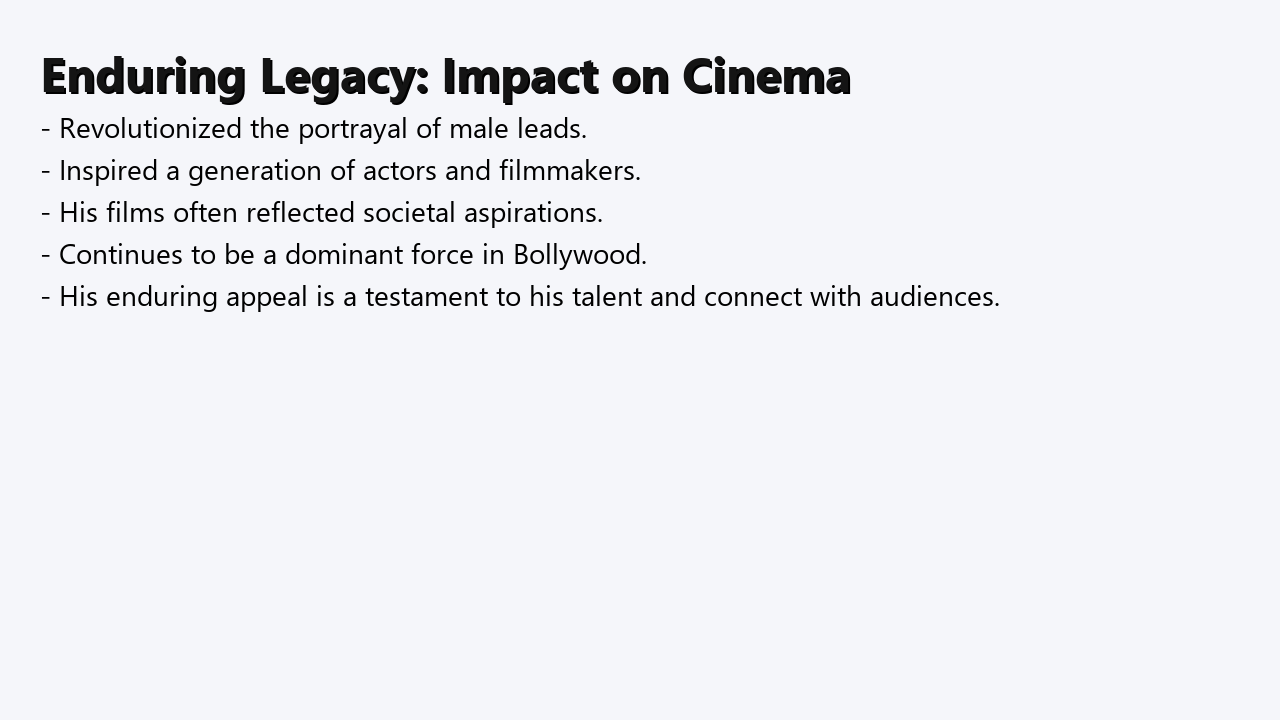 Enduring Legacy: Impact on Cinema
- Revolutionized the portrayal of male leads.
- Inspired a generation of actors and filmmakers.
- His films often reflected societal aspirations.
- Continues to be a dominant force in Bollywood.
- His enduring appeal is a testament to his talent and connect with audiences.